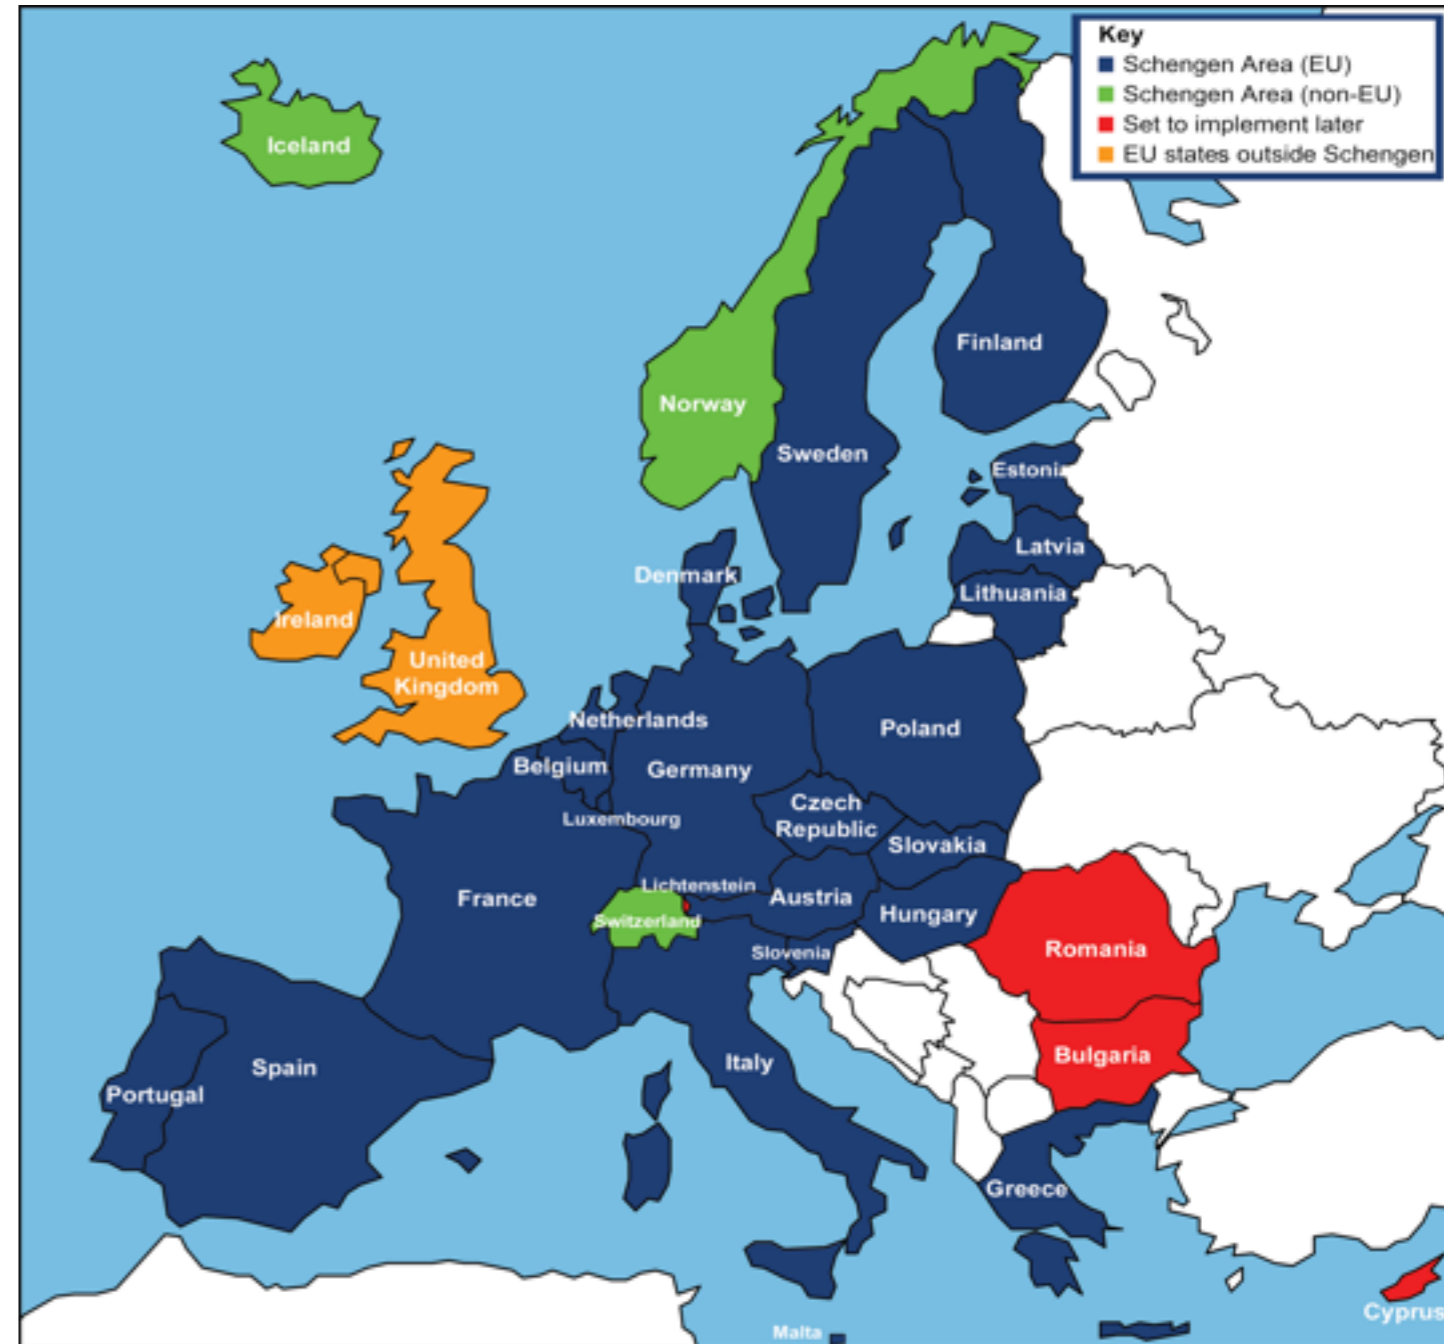 Key
Schengen Area (EU)
Schengen Area (non-EU)
Set to implement later
EU states outside Schengen
Iceland
Finland
Norway
Sweden
Estonia
Latvia
Denmark
Lithuania
Ireland
United
Kingdom
Netherlands
Poland
Belgium
Germany
Czech
Republic
Luxembourg
Slovakia
Lichtenstein
France
Austria
Hungary
Switzerland
Slovenia
Romania
Bulgaria
Italy
Spain
Portugal
Greece
Cyprus
Malta